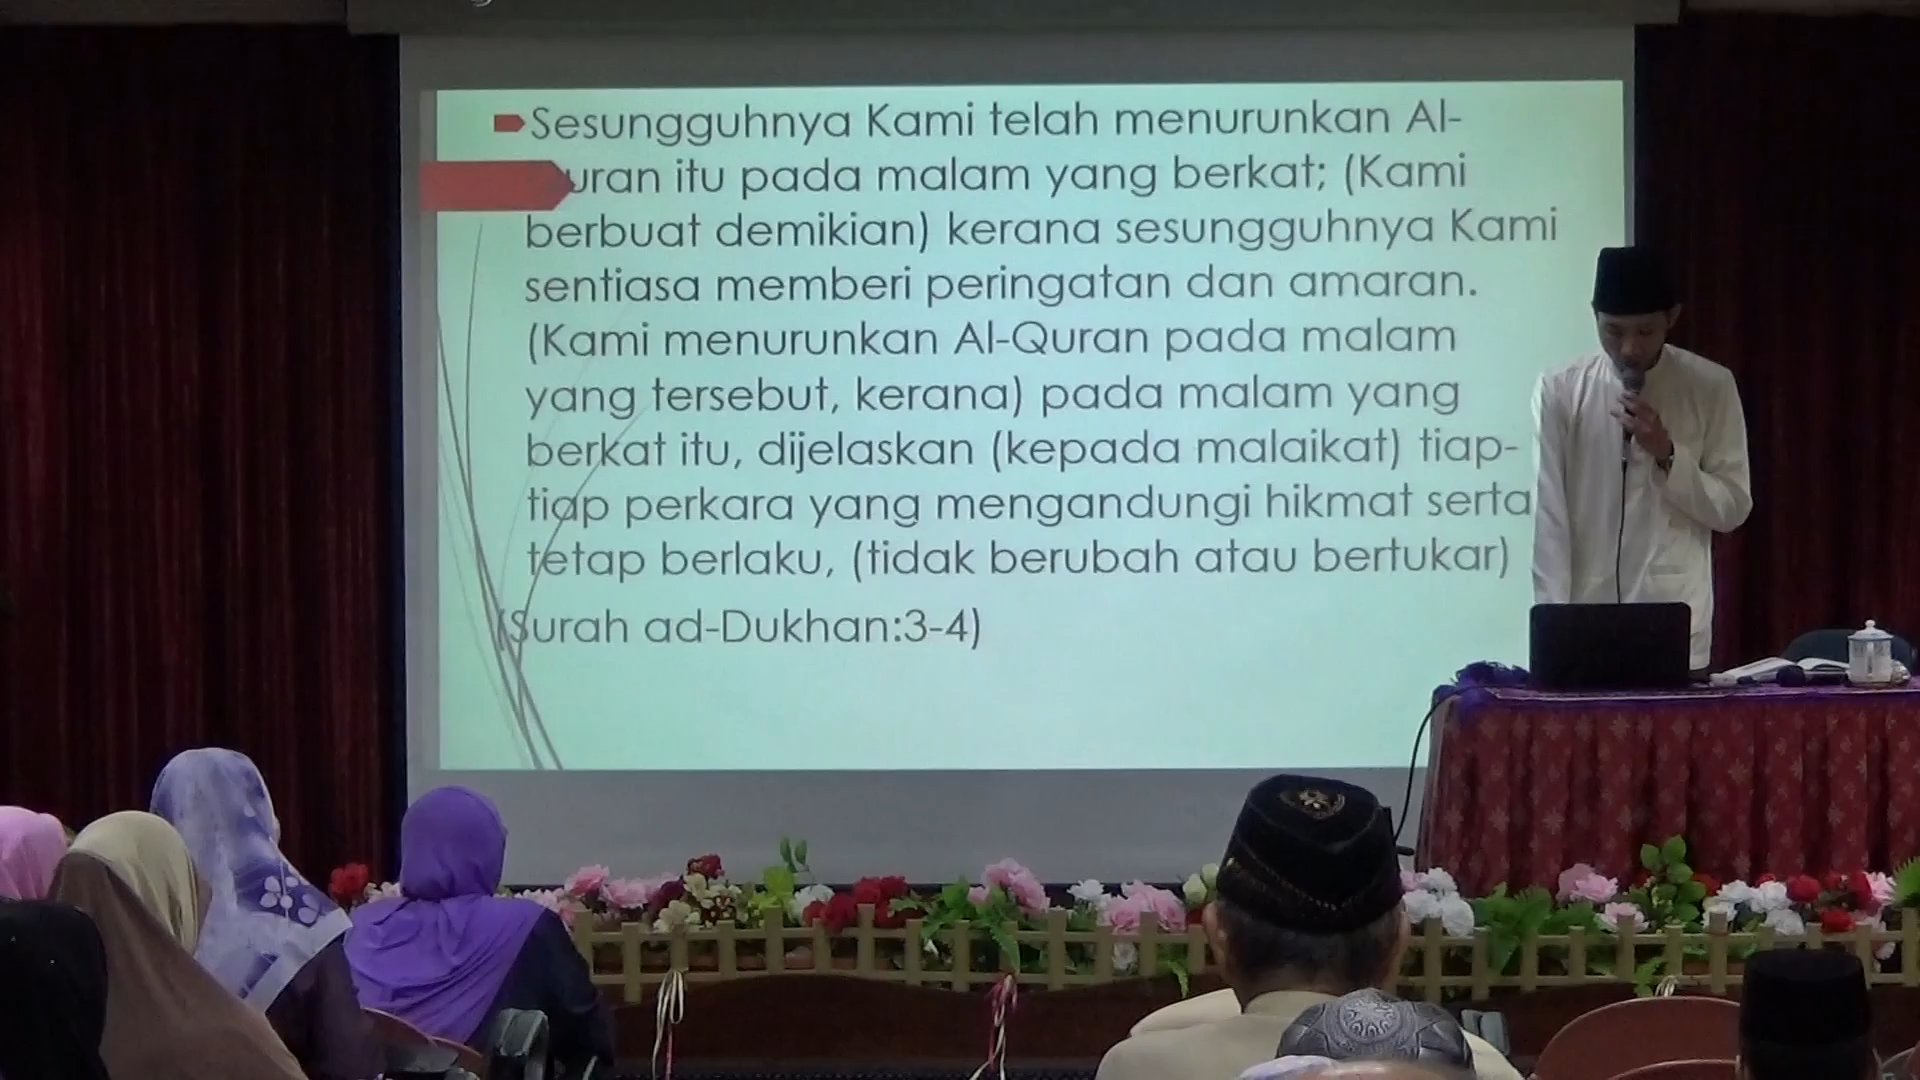 Sesungguhnya Kami telah menurunkan Al-
uran itu pada malam yang berkat; (Kami
berbuat demikian) kerana sesungguhnya Kami
sentiasa memberi peringatan dan amaran.
(Kami menurunkan Al-Quran pada malam
yang tersebut, kerana) pada malam yang
berkat itu, dijelaskan (kepada malaikat) tiap-
tiap perkara yang mengandungi hikmat serta
tetap berlaku, (tidak berubah atau bertukar)
(Surah ad-Dukhan:3-4)